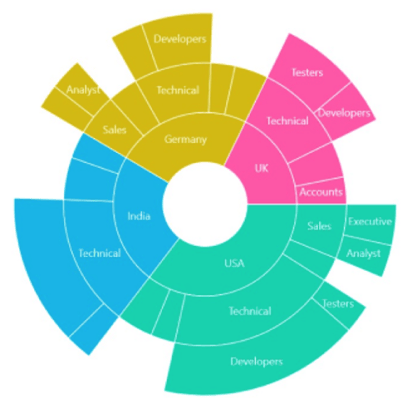 Developers
Testers
Analyst
Technical
Developers
Technical
Sales
Germany
UK
Accounts
India
Sales
Executive
Technical
USA
Analyst
Testers
Technical
Developers